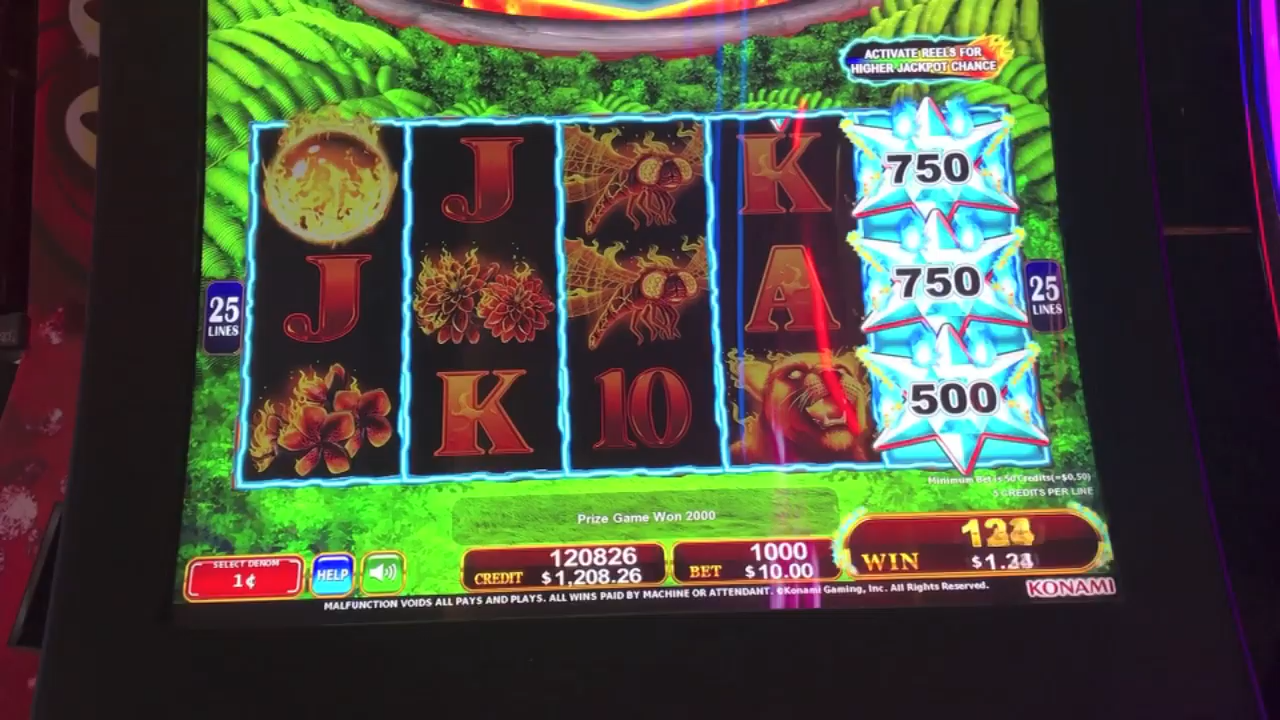 ACTIVATE REELS FOR
HIGHER JACKPOT CHANCE
J
K
750
J
A
750
K
10
500
25
LINES
25
LINES
Minimum Bet is 50 Credits(=$0.50)
5 CREDITS PER LINE
Prize Game Won 2000
SELECT DENOM
1¢
HELP
CREDIT
120826
$1,208.26
BET
1000
$10.00
WIN
KONAMI
MALFUNCTION VOIDS ALL PAYS AND PLAYS. ALL WINS PAID BY MACHINE OR ATTENDANT. ©Konami Gaming, Inc. All Rights Reserved.